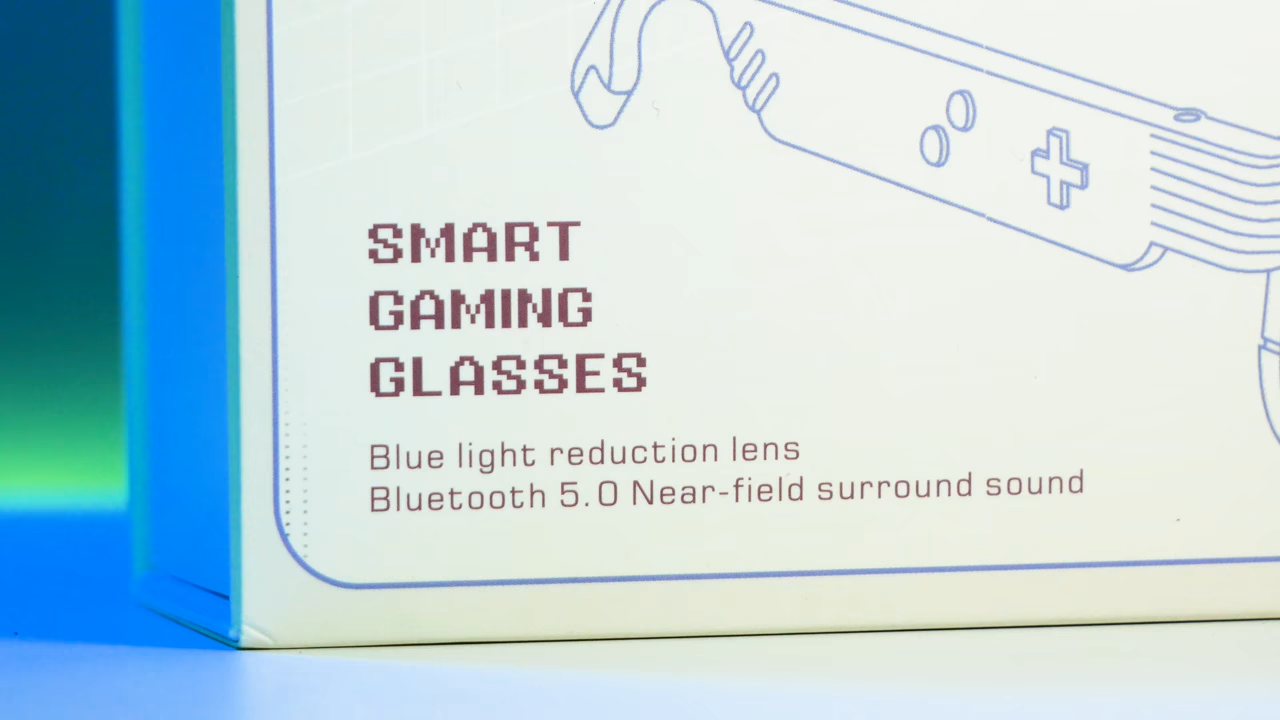 SMART
GAMING
GLASSES
Blue light reduction lens
Bluetooth 5.0 Near-field surround sound